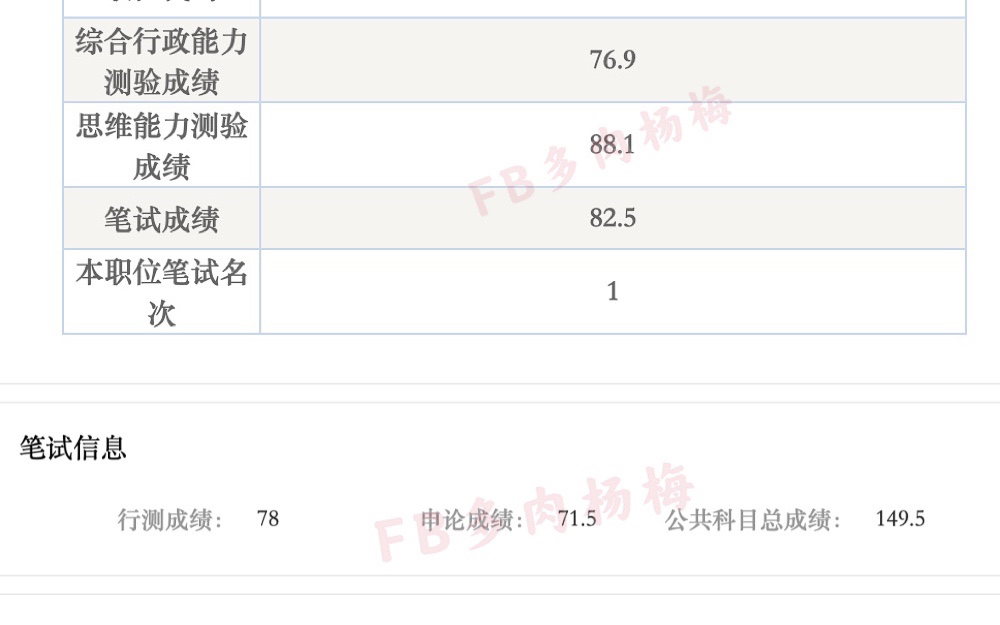 综合行政能力
测验成绩
76.9
思维能力测验
成绩
88.1
笔试成绩
82.5
本职位笔试名
次
1
FB多肉杨梅
笔试信息
行测成绩： 78 申论成绩： 71.5 公共科目总成绩： 149.5
FB多肉杨梅